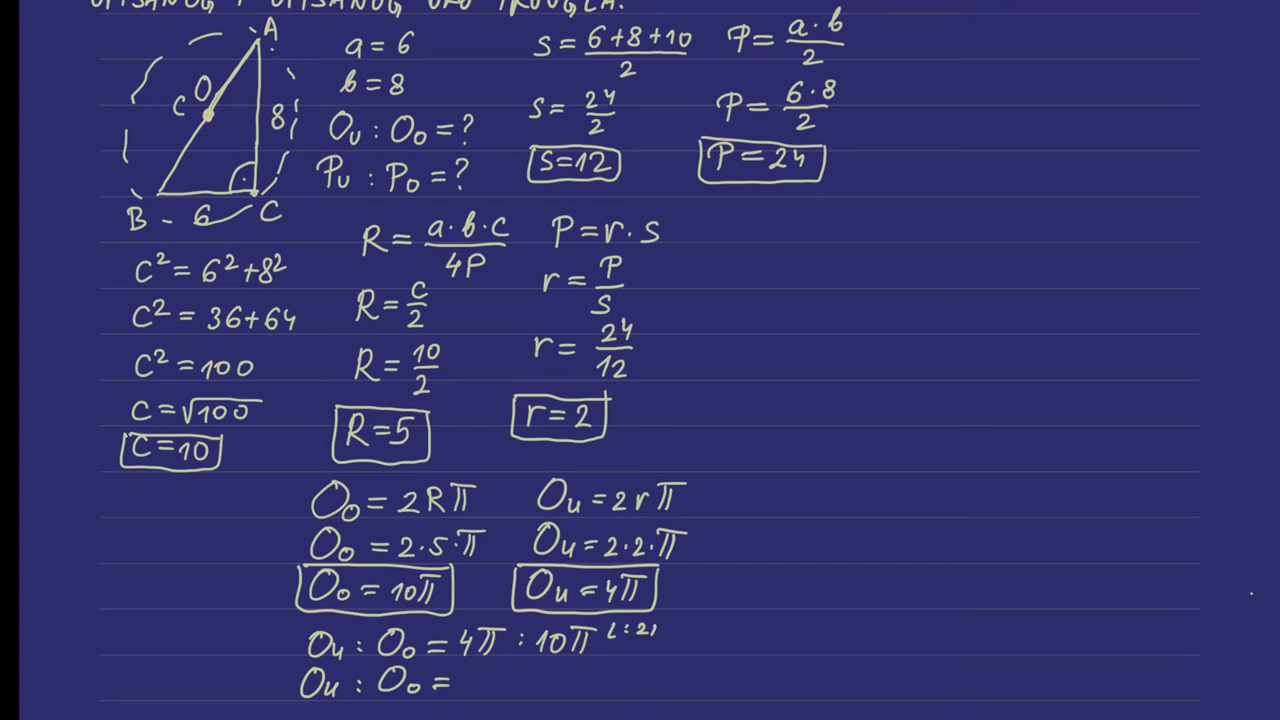 A
O
C
8
B
6
C
a = 6
b = 8
Ou : Oo = ?
Pu : Po = ?
S = (6+8+10)/2
S = 24/2
S=12
P = (a·b)/2
P = (6·8)/2
P = 24
C² = 6² + 8²
C² = 36+64
C² = 100
C = √100
C = 10
R = (a·b·c)/4P
R = c/2
R = 10/2
R = 5
P = r·s
r = P/s
r = 24/12
r = 2
Oo = 2Rπ
Oo = 2·5·π
Oo = 10π
Ou = 2rπ
Ou = 2·2·π
Ou = 4π
Ou : Oo = 4π : 10π (:2)
Ou : Oo =